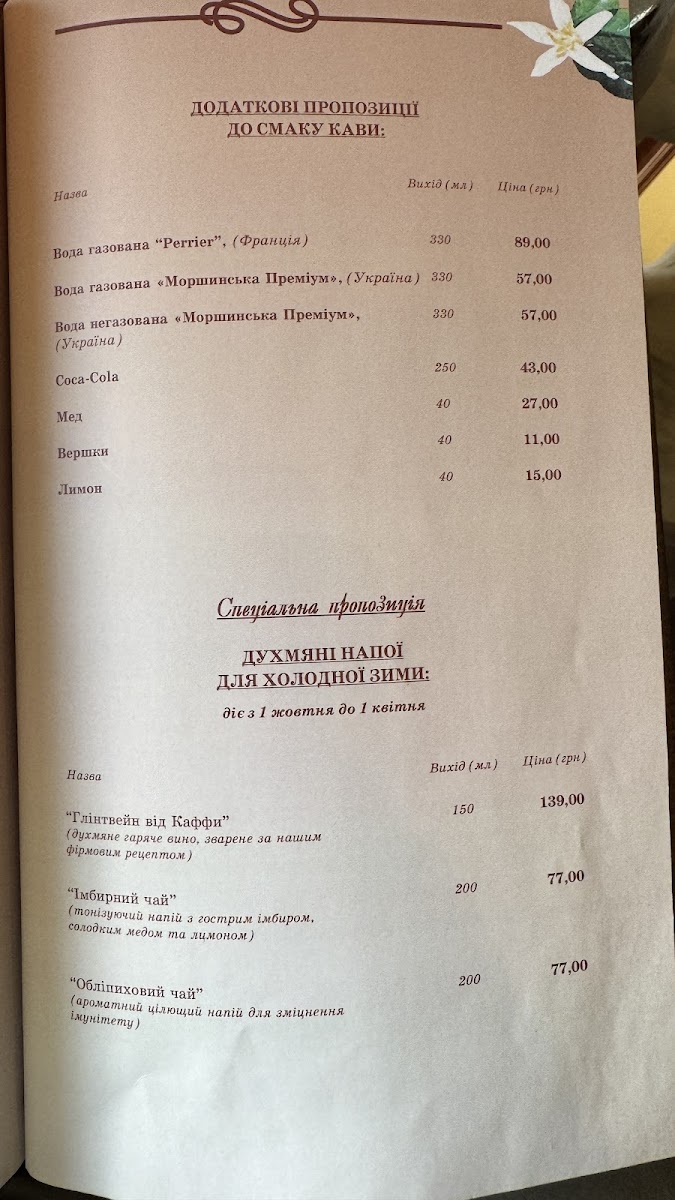 ДОДАТКОВІ ПРОПОЗИЦІЇ
ДО СМАКУ КАВИ:
Назва Вихід (мл) Ціна (грн)
Вода газована “Perrier”, (Франція) 330 89,00
Вода газована «Моршинська Преміум», (Україна) 330 57,00
Вода негазована «Моршинська Преміум», 330 57,00
(Україна)
Coca-Cola 250 43,00
Мед 40 27,00
Вершки 40 11,00
Лимон 40 15,00
Спеціальна пропозиція
ДУХМЯНІ НАПОЇ
ДЛЯ ХОЛОДНОЇ ЗИМИ:
діє з 1 жовтня до 1 квітня
Назва Вихід (мл) Ціна (грн)
“Глінтвейн від Каффи” 150 139,00
(духмяне гаряче вино, зварене за нашим
фірмовим рецептом)
“Імбирний чай” 200 77,00
(тонізуючий напій з гострим імбиром,
солодким медом та лимоном)
“Обліпиховий чай” 200 77,00
(ароматний цілющий напій для зміцнення
імунітету)